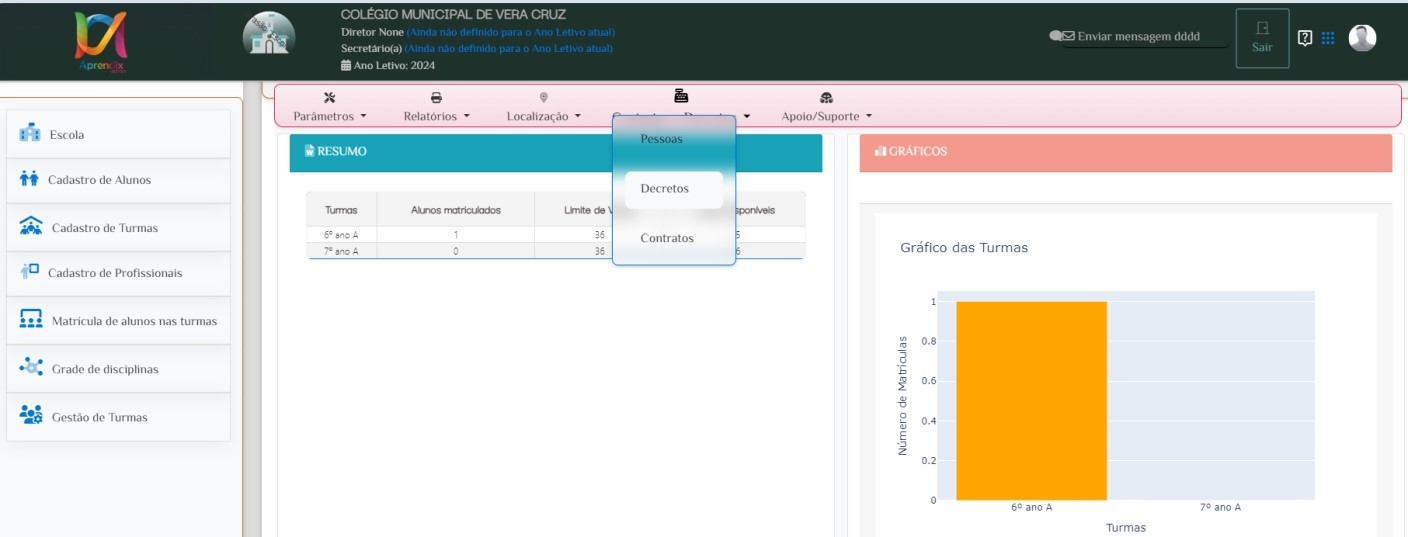 COLÉGIO MUNICIPAL DE VERA CRUZ
Diretor None (Ainda não definido para o Ano Letivo atual)
Secretário(a) (Ainda não definido para o Ano Letivo atual)
Ano Letivo: 2024
Aprendix
Enviar mensagem dddd
Sair
Parâmetros
Relatórios
Localização
Apoio/Suporte
Pessoas
Decretos
Contratos
Escola
Cadastro de Alunos
Cadastro de Turmas
Cadastro de Profissionais
Matrícula de alunos nas turmas
Grade de disciplinas
Gestão de Turmas
RESUMO
Turmas Alunos matriculados Limite de
6º ano A 1 36
7º ano A 0 36
GRÁFICOS
Gráfico das Turmas
Número de Matrículas
1
0.8
0.6
0.4
0.2
0
6º ano A 7º ano A
Turmas